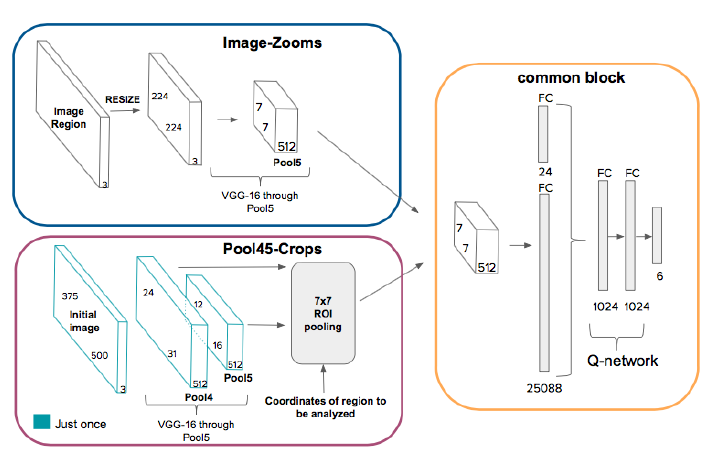 Image-Zooms
Image
Region
3
RESIZE
224
224
3
7
7
512
Pool5
VGG-16 through
Pool5
Pool45-Crops
375
Initial
image
500
3
24
31
512
Pool4
12
16
512
Pool5
VGG-16 through
Pool5
7x7
ROI
pooling
Coordinates of region to
be analyzed
Just once
common block
FC
24
FC
7
7
512
25088
FC
FC
1024
1024
6
Q-network